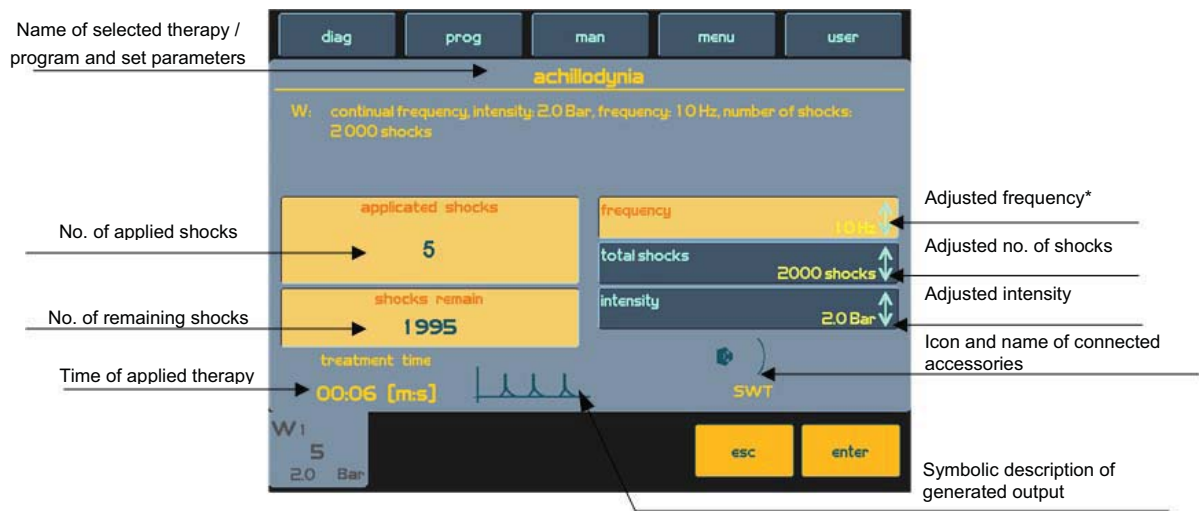 Name of selected therapy /
program and set parameters
diag prog man menu user
achillodynia
W: continual frequency, intensity: 2.0 Bar, frequency: 10 Hz, number of shocks:
2000 shocks
applicated shocks
5
shocks remain
1995
treatment time
00:06 [m:s]
frequency
10 Hz
total shocks
2000 shocks
intensity
2.0 Bar
SWT
W1
5
2.0 Bar
esc enter
No. of applied shocks
No. of remaining shocks
Time of applied therapy
Adjusted frequency*
Adjusted no. of shocks
Adjusted intensity
Icon and name of connected
accessories
Symbolic description of
generated output